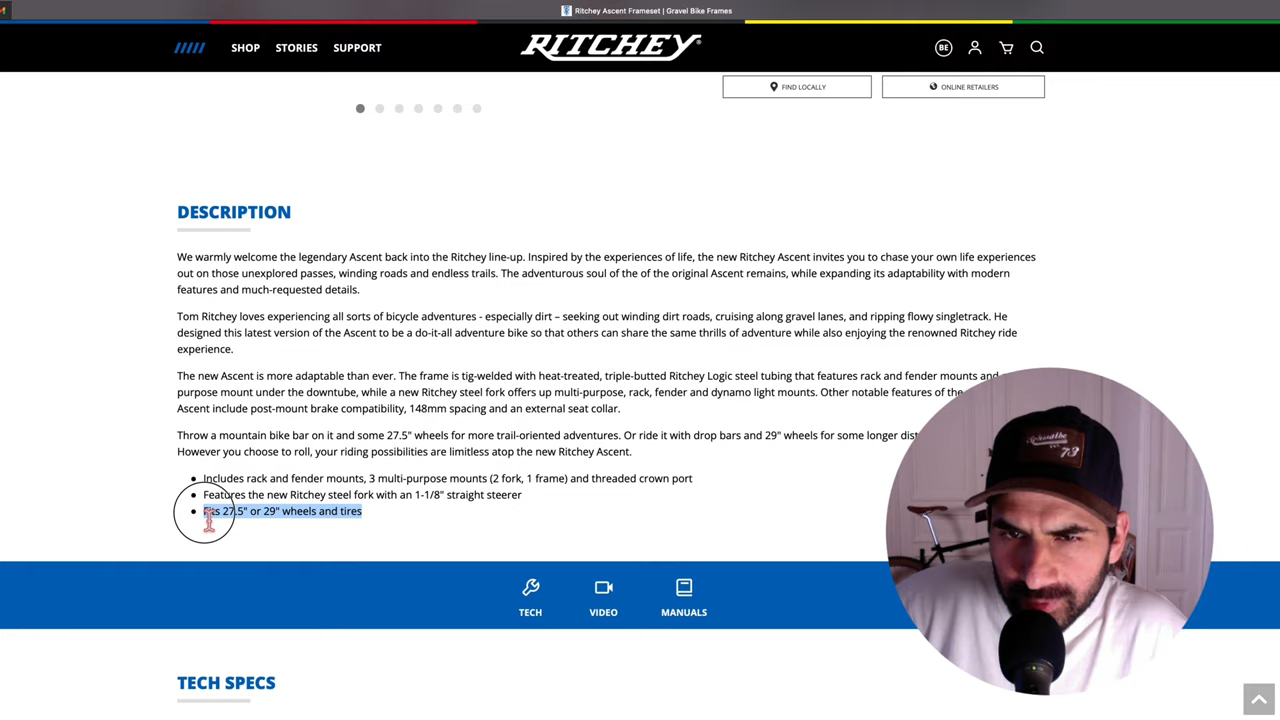 Ritchey Ascent Frameset | Gravel Bike Frames
SHOP STORIES SUPPORT
RITCHEY
BE
FIND LOCALLY
ONLINE RETAILERS
DESCRIPTION
We warmly welcome the legendary Ascent back into the Ritchey line-up. Inspired by the experiences of life, the new Ritchey Ascent invites you to chase your own life experiences
out on those unexplored passes, winding roads and endless trails. The adventurous soul of the of the original Ascent remains, while expanding its adaptability with modern
features and much-requested details.
Tom Ritchey loves experiencing all sorts of bicycle adventures - especially dirt – seeking out winding dirt roads, cruising along gravel lanes, and ripping flowy singletrack. He
designed this latest version of the Ascent to be a do-it-all adventure bike so that others can share the same thrills of adventure while also enjoying the renowned Ritchey ride
experience.
The new Ascent is more adaptable than ever. The frame is tig-welded with heat-treated, triple-butted Ritchey Logic steel tubing that features rack and fender mounts and
purpose mount under the downtube, while a new Ritchey steel fork offers up multi-purpose, rack, fender and dynamo light mounts. Other notable features of the
Ascent include post-mount brake compatibility, 148mm spacing and an external seat collar.
Throw a mountain bike bar on it and some 27.5" wheels for more trail-oriented adventures. Or ride it with drop bars and 29" wheels for some longer
However you choose to roll, your riding possibilities are limitless atop the new Ritchey Ascent.
Includes rack and fender mounts, 3 multi-purpose mounts (2 fork, 1 frame) and threaded crown port
Features the new Ritchey steel fork with an 1-1/8" straight steerer
Fits 27.5" or 29" wheels and tires
TECH VIDEO MANUALS
TECH SPECS
73